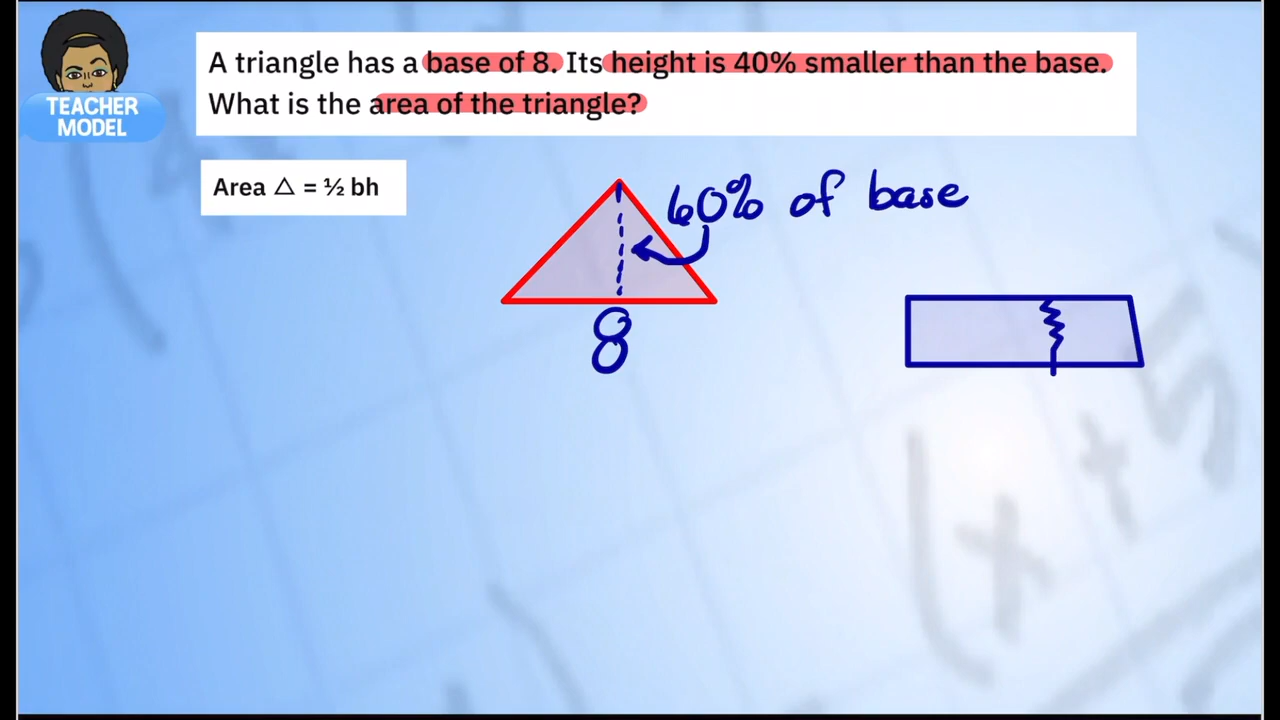 TEACHER
MODEL
A triangle has a base of 8. Its height is 40% smaller than the base.
What is the area of the triangle?
Area △ = ½ bh
60% of base
8
(x + 5